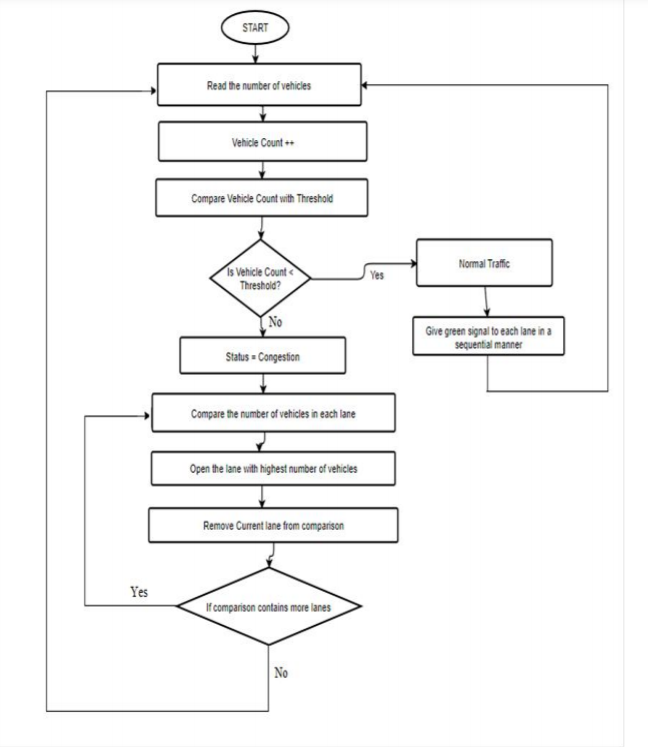 START
Read the number of vehicles
Vehicle Count ++
Compare Vehicle Count with Threshold
Is Vehicle Count <
Threshold?
Yes
Normal Traffic
Give green signal to each lane in a
sequential manner
No
Status = Congestion
Compare the number of vehicles in each lane
Open the lane with highest number of vehicles
Remove Current lane from comparison
Yes
If comparison contains more lanes
No